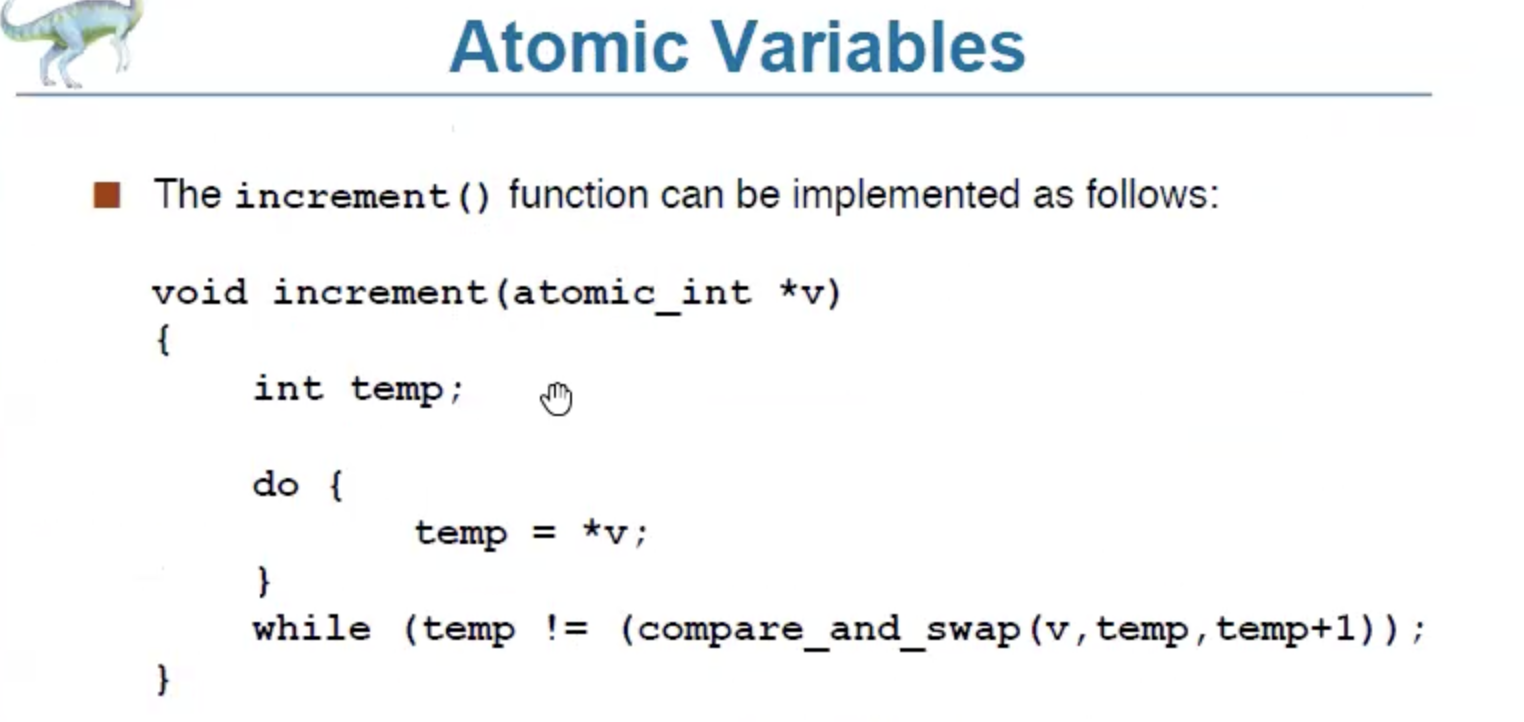 Atomic Variables
The increment() function can be implemented as follows:
void increment(atomic_int *v)
{
int temp;
do {
temp = *v;
}
while (temp != (compare_and_swap(v,temp,temp+1));
}